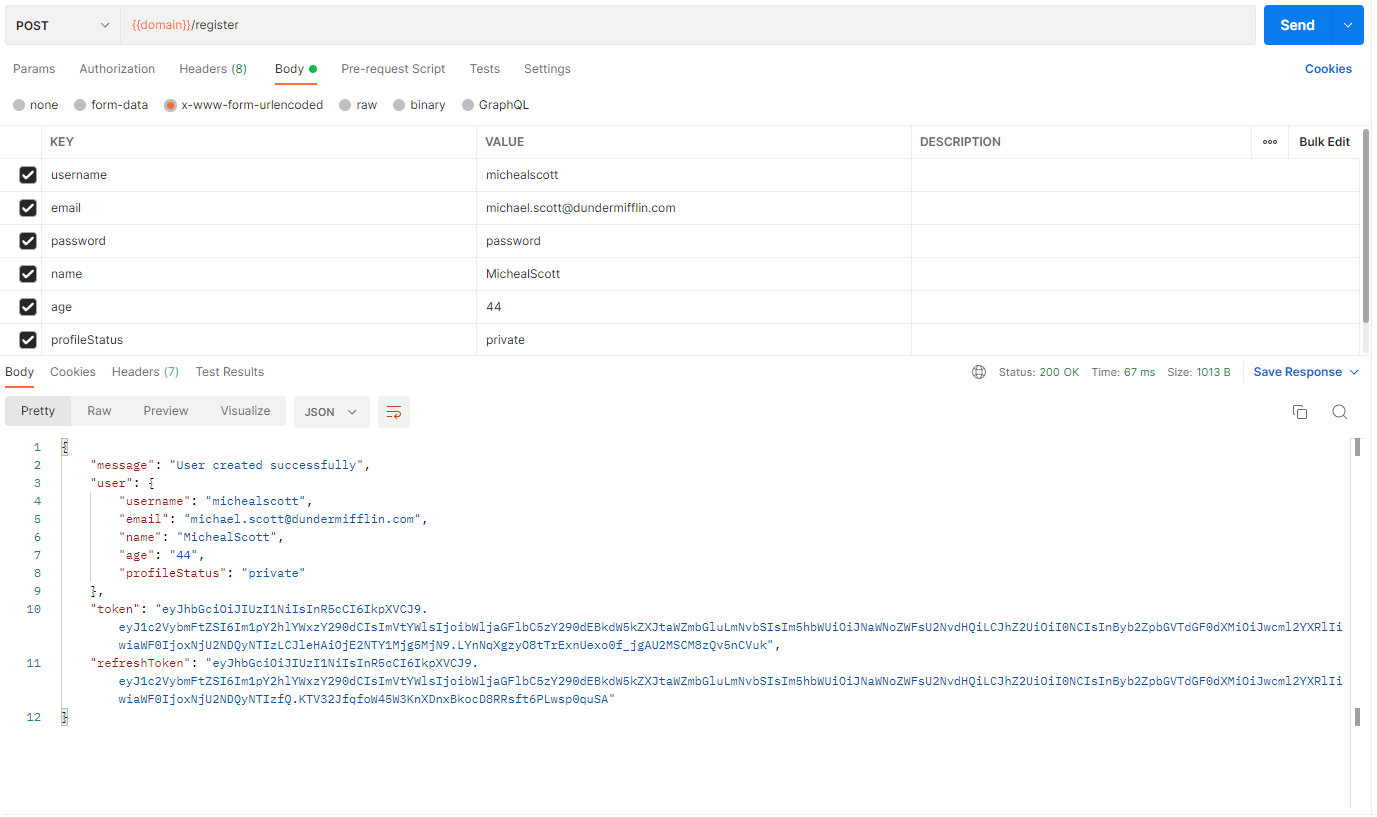 POST {{domain}}/register Send
Params Authorization Headers (8) Body Pre-request Script Tests Settings Cookies
none form-data x-www-form-urlencoded raw binary GraphQL
KEY VALUE DESCRIPTION Bulk Edit
username michealscott
email michael.scott@dundermifflin.com
password password
name MichealScott
age 44
profileStatus private
Body Cookies Headers (7) Test Results Status: 200 OK Time: 67 ms Size: 1013 B Save Response
Pretty Raw Preview Visualize JSON
1 {
2 "message": "User created successfully",
3 "user": {
4 "username": "michealscott",
5 "email": "michael.scott@dundermifflin.com",
6 "name": "MichealScott",
7 "age": "44",
8 "profileStatus": "private"
9 },
10 "token": "eyJhbGciOiJIUzI1NiIsInR5cCI6IkpXVCJ9.
eyJ1c2VybmFtZSI6Im1pY2hlYWxzY290dCIsImVtYWlsIjoibWljaGFlbC5zY290dEBkdW5kZXJtaWZmbGluLmNvbSIsIm5hbWUiOiJNaWNoZWFsU2NvdHQiLCJhZ2UiOiI0NCIsInByb2ZpbGVTdGF0dXMiOiJwcml2YXRlIi
wiaWF0IjoxNjU2NDQyNTIzLCJleHAiOjE2NTY1Mjg5MjN9.LYnNqXgzyO8tTrExnUexo0f_jgAU2MSCM8zQv5nCVuk",
11 "refreshToken": "eyJhbGciOiJIUzI1NiIsInR5cCI6IkpXVCJ9.
eyJ1c2VybmFtZSI6Im1pY2hlYWxzY290dCIsImVtYWlsIjoibWljaGFlbC5zY290dEBkdW5kZXJtaWZmbGluLmNvbSIsIm5hbWUiOiJNaWNoZWFsU2NvdHQiLCJhZ2UiOiI0NCIsInByb2ZpbGVTdGF0dXMiOiJwcml2YXRlIi
wiaWF0IjoxNjU2NDQyNTIzfQ.KTV32JfqfoW45W3KnXDnxBkocD8RRsft6PLwsp0quSA"
12 }